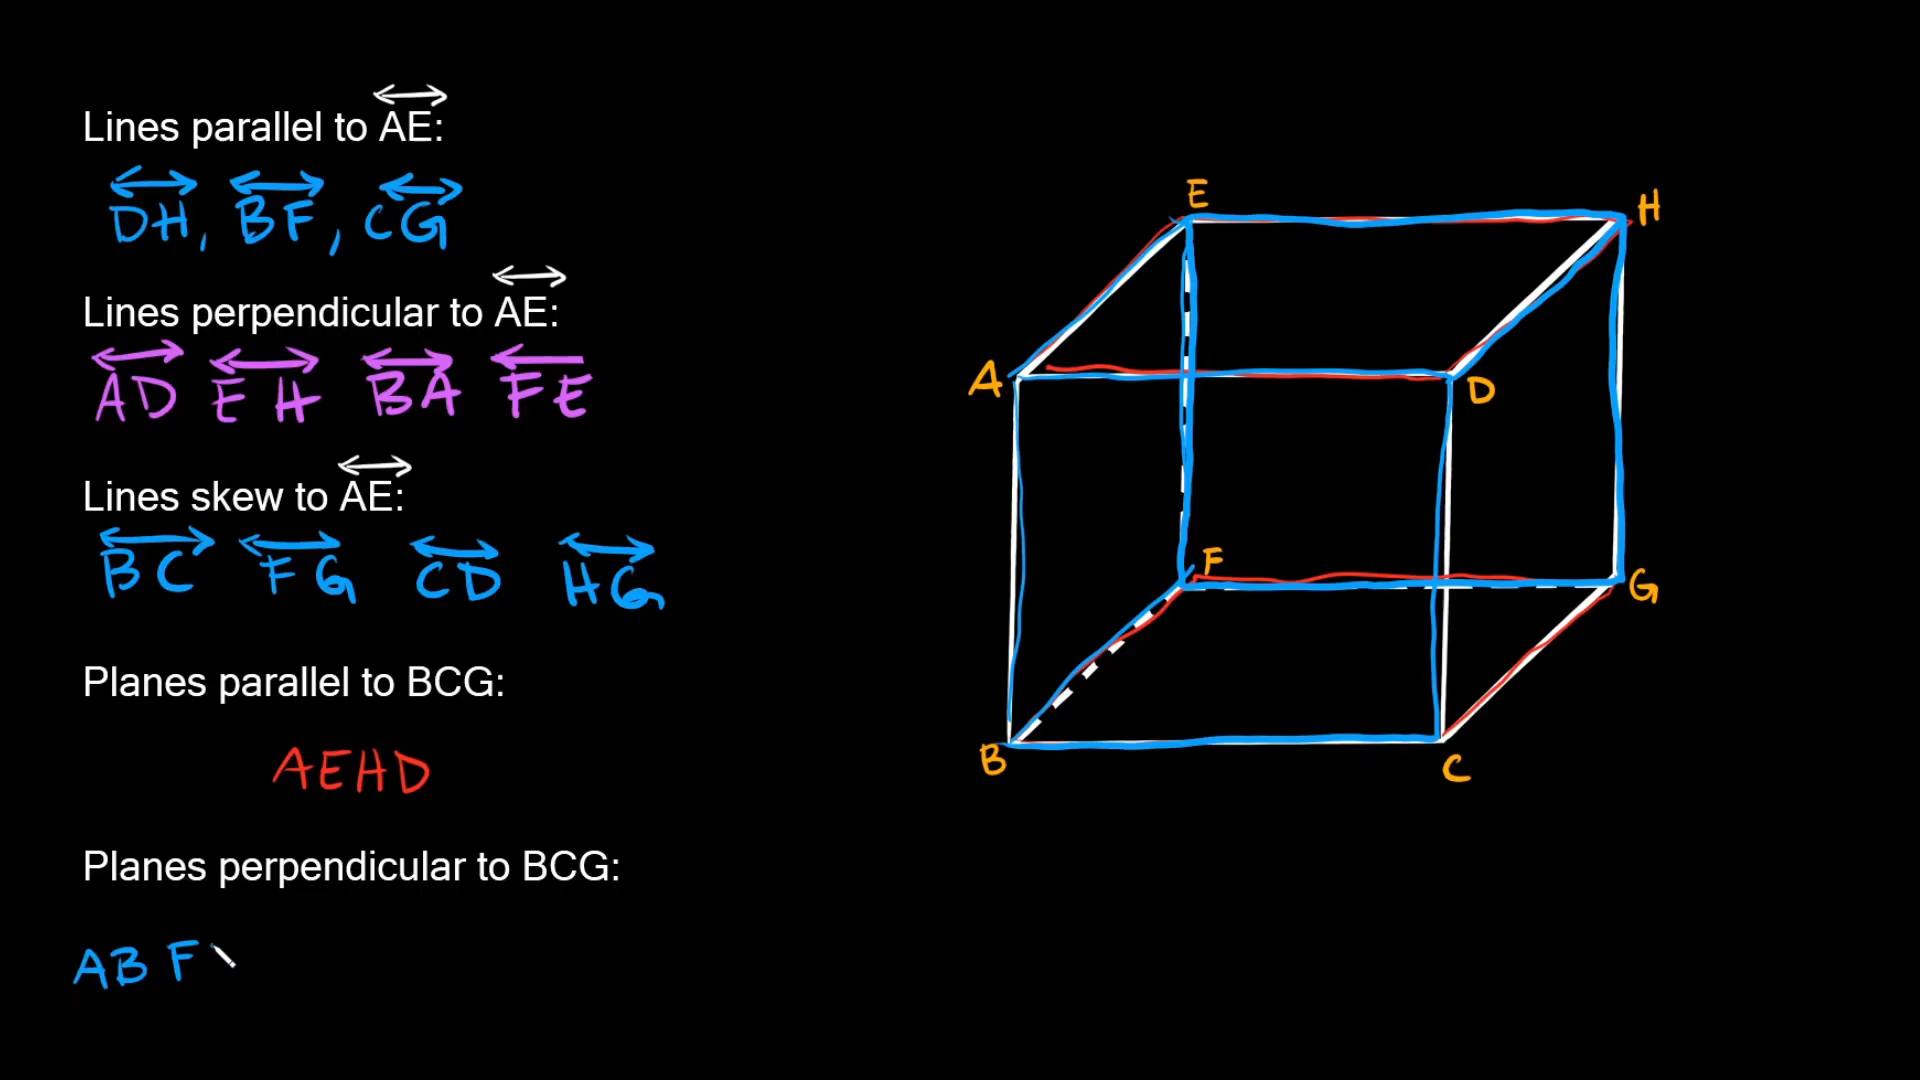 Lines parallel to AE:
DH, BF, CG
Lines perpendicular to AE:
AD EH BA FE
Lines skew to AE:
BC FG CD HG
Planes parallel to BCG:
AEHD
Planes perpendicular to BCG:
ABF
E
H
A
D
F
G
B
C